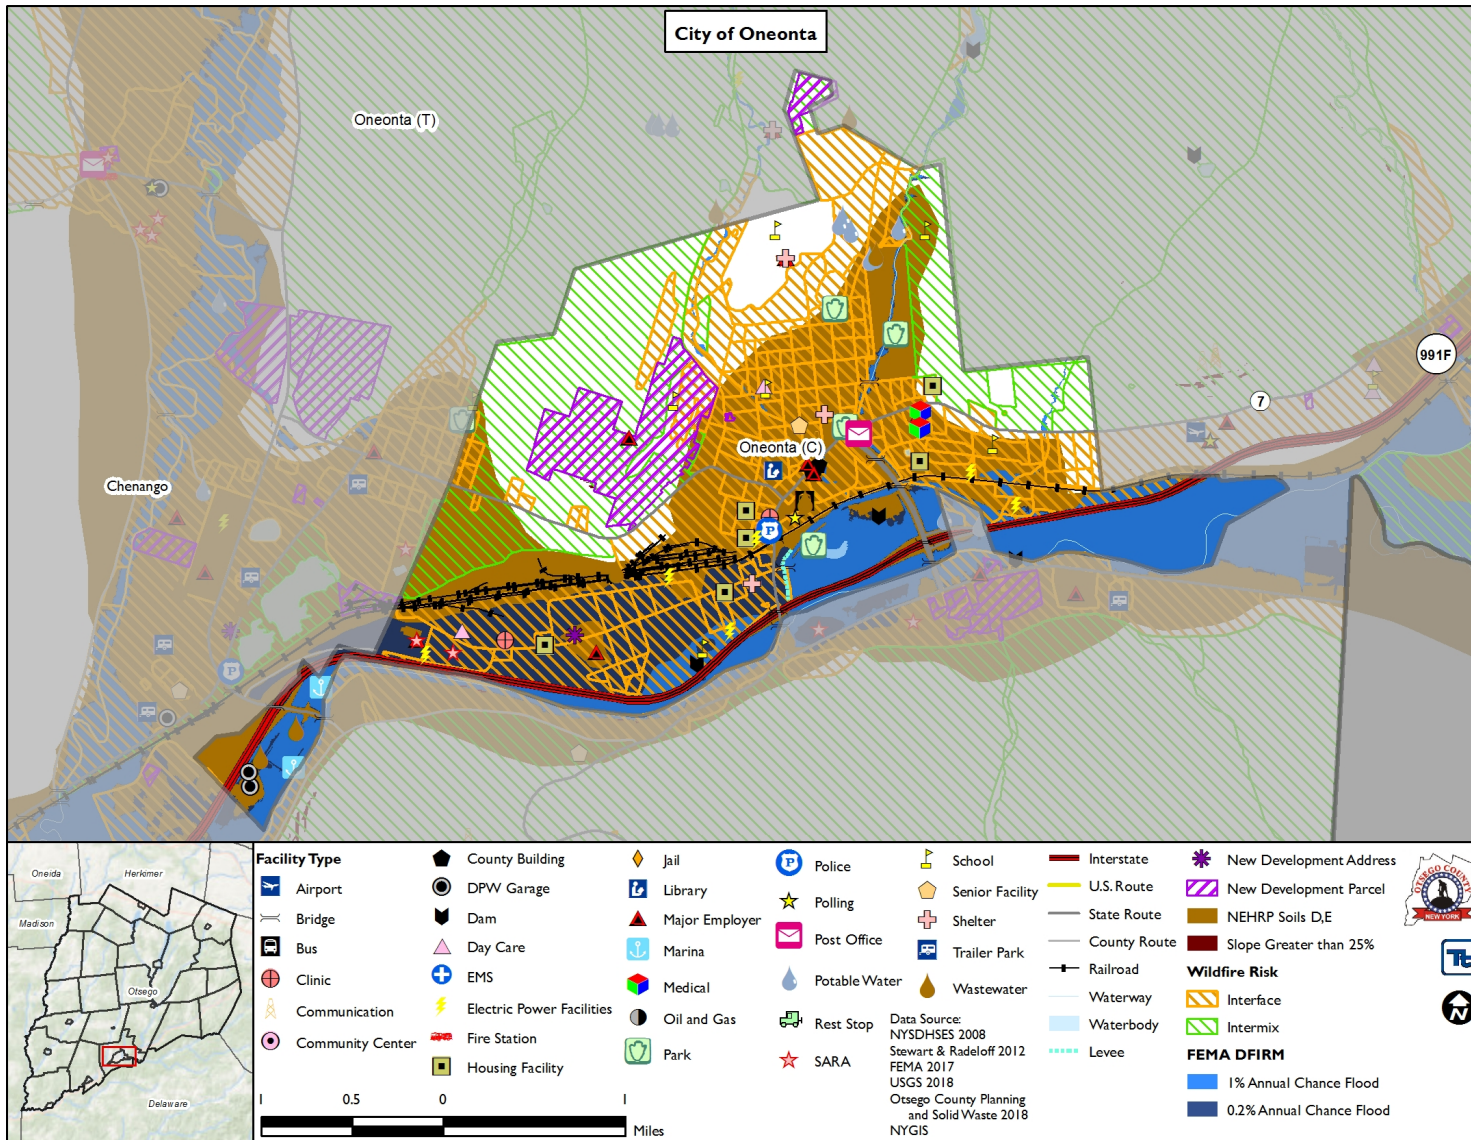 City of Oneonta
Oneonta (T)
991F
7
Oneonta (C)
Chenango
Oneida
Herkimer
Madison
Otsego
Delaware
Facility Type
Airport
Bridge
Bus
Clinic
Communication
Community Center
County Building
DPW Garage
Dam
Day Care
EMS
Electric Power Facilities
Fire Station
Housing Facility
Jail
Library
Major Employer
Marina
Medical
Oil and Gas
Park
Police
Polling
Post Office
Potable Water
Rest Stop
SARA
School
Senior Facility
Shelter
Trailer Park
Wastewater
Data Source:
NYSDHSES 2008
Stewart & Radeloff 2012
FEMA 2017
USGS 2018
Otsego County Planning
and Solid Waste 2018
NYGIS
Interstate
U.S. Route
State Route
County Route
Railroad
Waterway
Waterbody
Levee
New Development Address
New Development Parcel
NEHRP Soils D,E
Slope Greater than 25%
Wildfire Risk
Interface
Intermix
FEMA DFIRM
1% Annual Chance Flood
0.2% Annual Chance Flood
OTSEGO COUNTY
NEW YORK
Tt
N
0.5
0
Miles